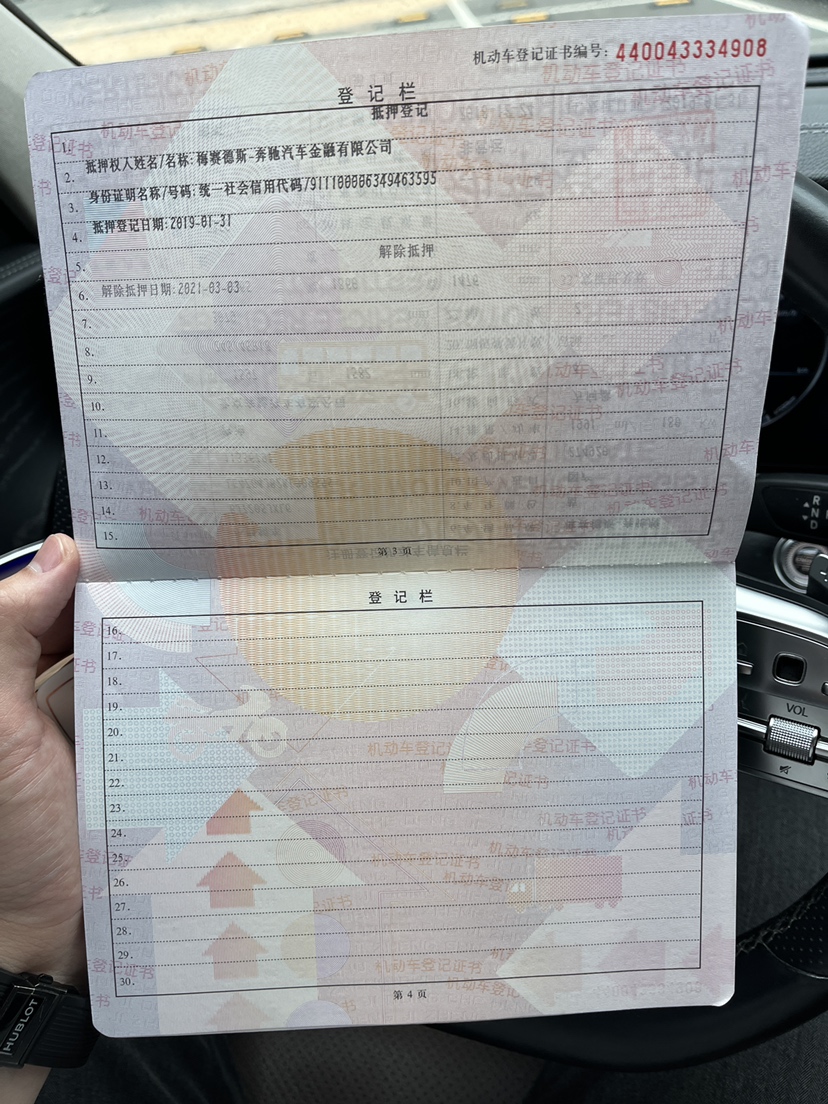 机动车登记证书编号: 440043334908
登记栏
抵押登记
1.
抵押权人姓名/名称:梅赛德斯-奔驰汽车金融有限公司
2.
身份证明名称/号码:统一社会信用代码/911100006349463595
3.
抵押登记日期:2019-01-31
4.
解除抵押
5.
解除抵押日期:2021-03-03
6.
7.
8.
9.
10.
11.
12.
13.
14.
15.
第 3 页
登记栏
16.
17.
18.
19.
20.
21.
22.
23.
24.
25.
26.
27.
28.
29.
30.
第 4 页
HUBLOT
R
N
D
VOL